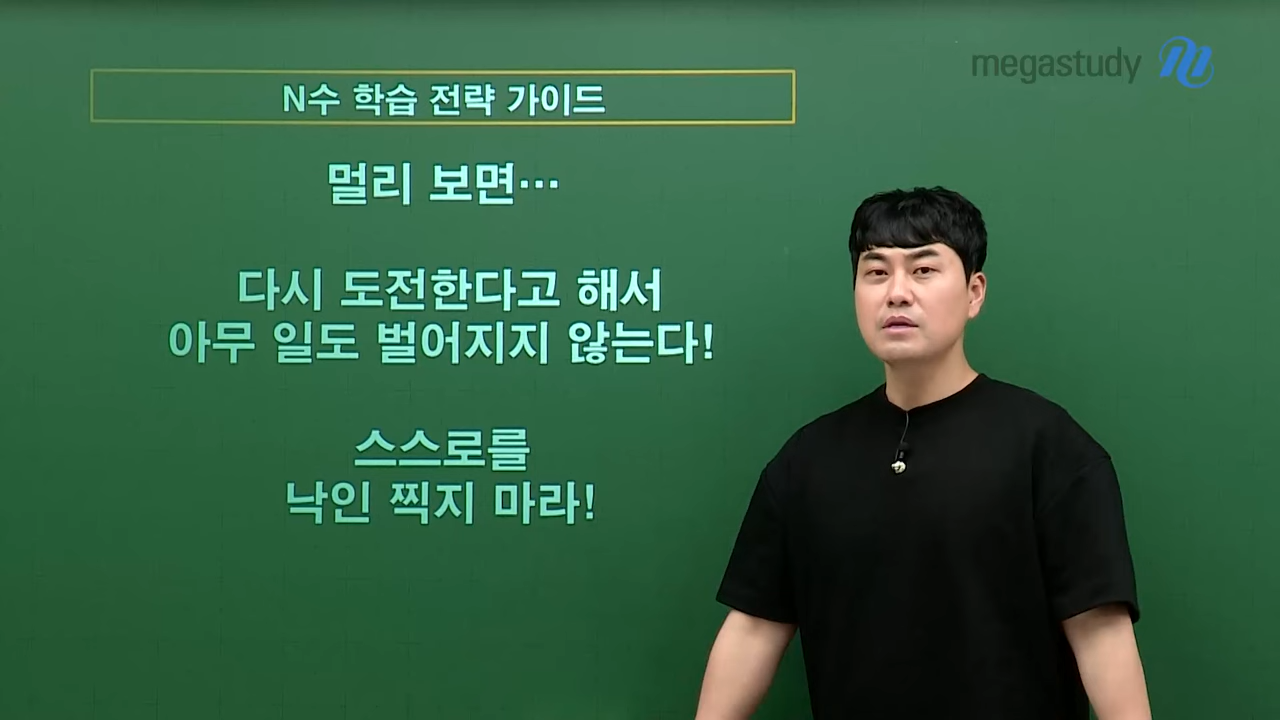 megastudy
N수 학습 전략 가이드
멀리 보면…
다시 도전한다고 해서
아무 일도 벌어지지 않는다!
스스로를
낙인 찍지 마라!